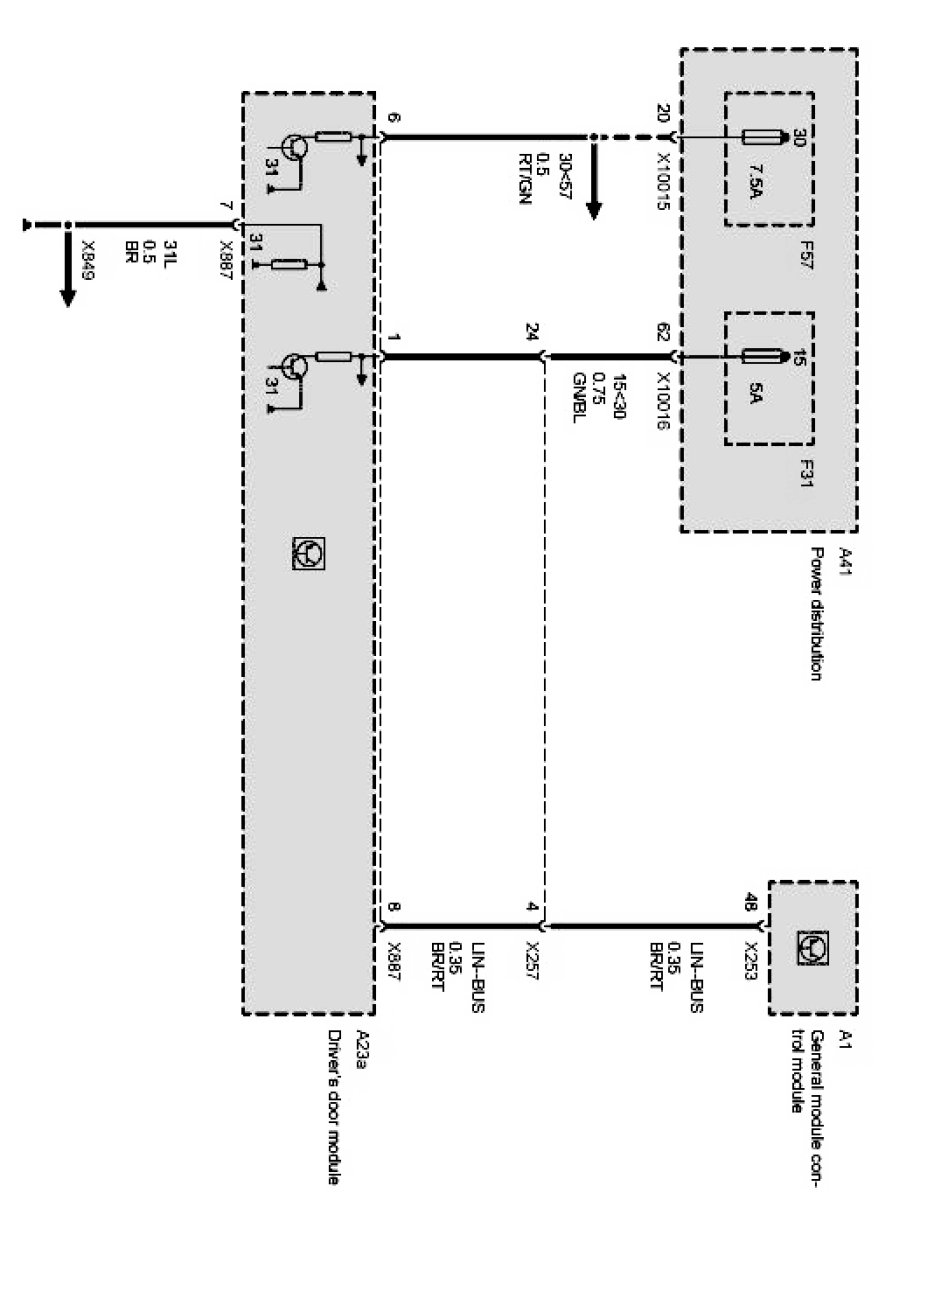 A41
Power distribution
F57
30
7.5A
F31
15
5A
A1
General module con-
trol module
20
X10015
62
X10016
48
X253
30<57
0.5
RT/GN
15<30
0.75
GN/BL
LIN--BUS
0.35
BR/RT
24
4
X257
LIN--BUS
0.35
BR/RT
6
1
8
X887
A23a
Driver's door module
31
31
31
7
X887
31L
0.5
BR
X849